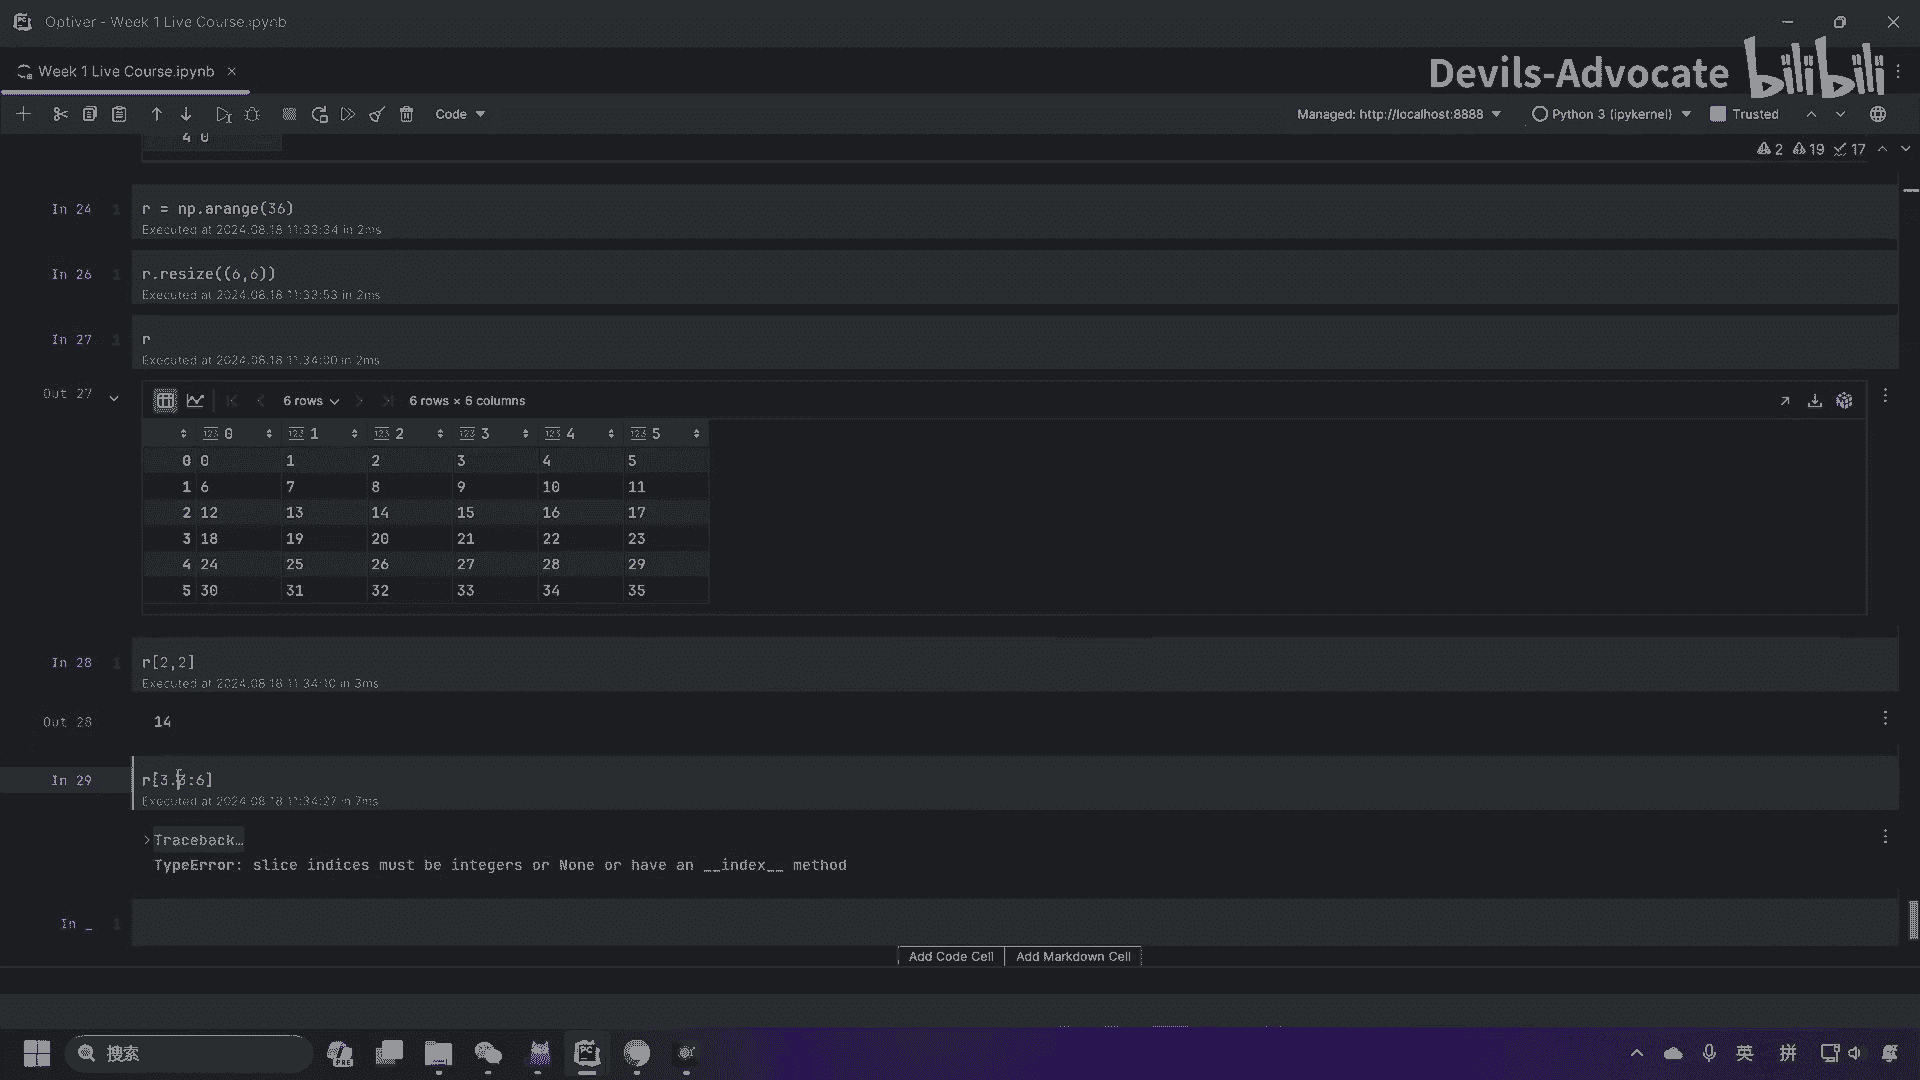 Optiver - Week 1 Live Course.ipynb
Week 1 Live Course.ipynb
Devils-Advocate bilibili
Code
Managed: http://localhost:8888
Python 3 (ipykernel)
Trusted
4 0
2 19 17
In 24 1 r = np.arange(36)
Executed at 2024.08.18 11:33:34 in 2ms
In 26 1 r.resize((6,6))
Executed at 2024.08.18 11:33:53 in 2ms
In 27 1 r
Executed at 2024.08.18 11:34:00 in 2ms
Out 27 6 rows 6 rows × 6 columns
123 0 123 1 123 2 123 3 123 4 123 5
0 0 1 2 3 4 5
1 6 7 8 9 10 11
2 12 13 14 15 16 17
3 18 19 20 21 22 23
4 24 25 26 27 28 29
5 30 31 32 33 34 35
In 28 1 r[2,2]
Executed at 2024.08.18 11:34:10 in 3ms
Out 28 14
In 29 1 r[3.3:6]
Executed at 2024.08.18 11:34:27 in 7ms
Traceback…
TypeError: slice indices must be integers or None or have an __index__ method
In _ 1
Add Code Cell Add Markdown Cell
搜索
英 拼